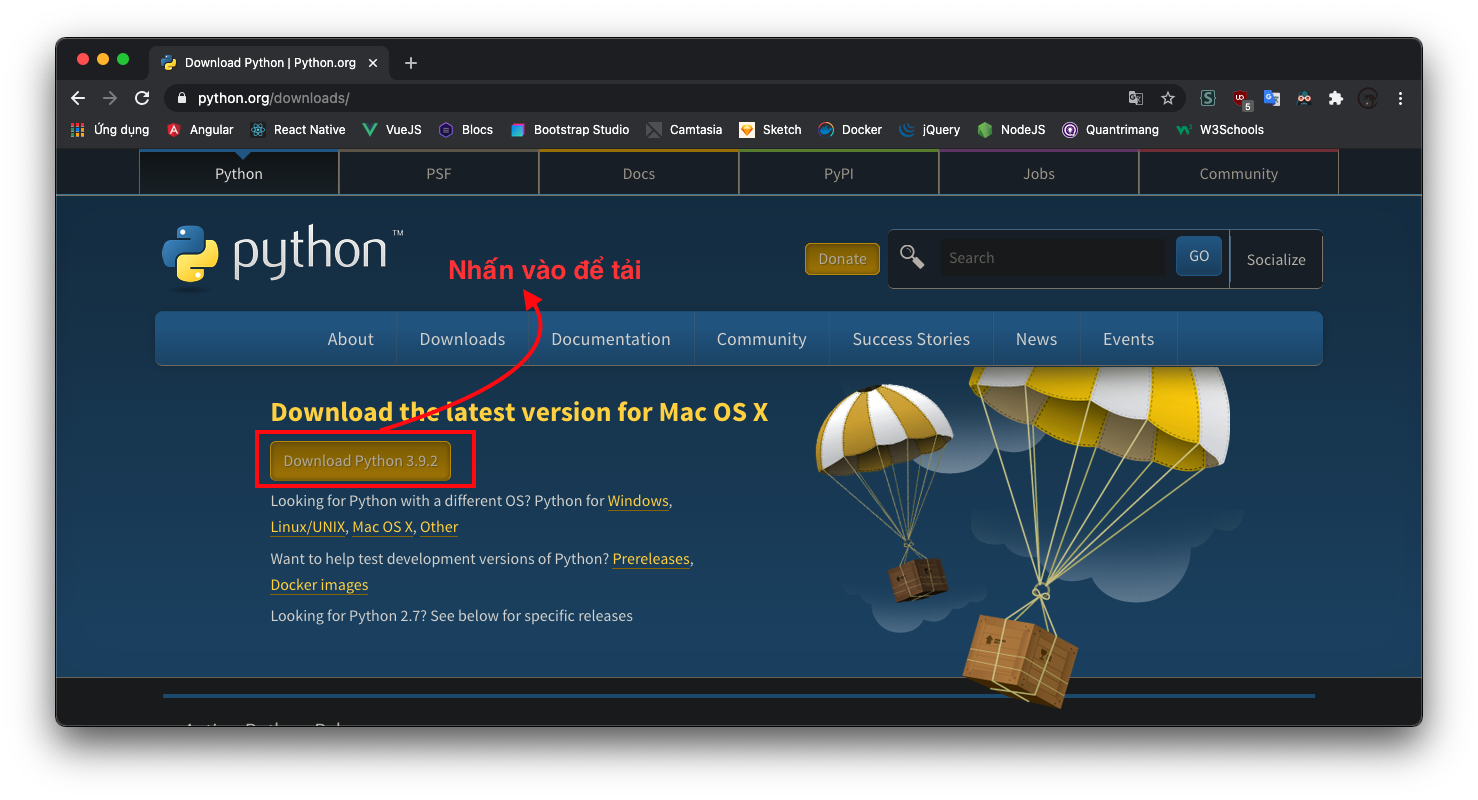 Download Python | Python.org
python.org/downloads/
UD
5
Ứng dụng Angular React Native VueJS Blocs Bootstrap Studio Camtasia Sketch Docker jQuery NodeJS Quantrimang W3Schools
Python PSF Docs PyPI Jobs Community
python™
Donate Search GO Socialize
Nhấn vào để tải
About Downloads Documentation Community Success Stories News Events
Download the latest version for Mac OS X
Download Python 3.9.2
Looking for Python with a different OS? Python for Windows,
Linux/UNIX, Mac OS X, Other
Want to help test development versions of Python? Prereleases,
Docker images
Looking for Python 2.7? See below for specific releases